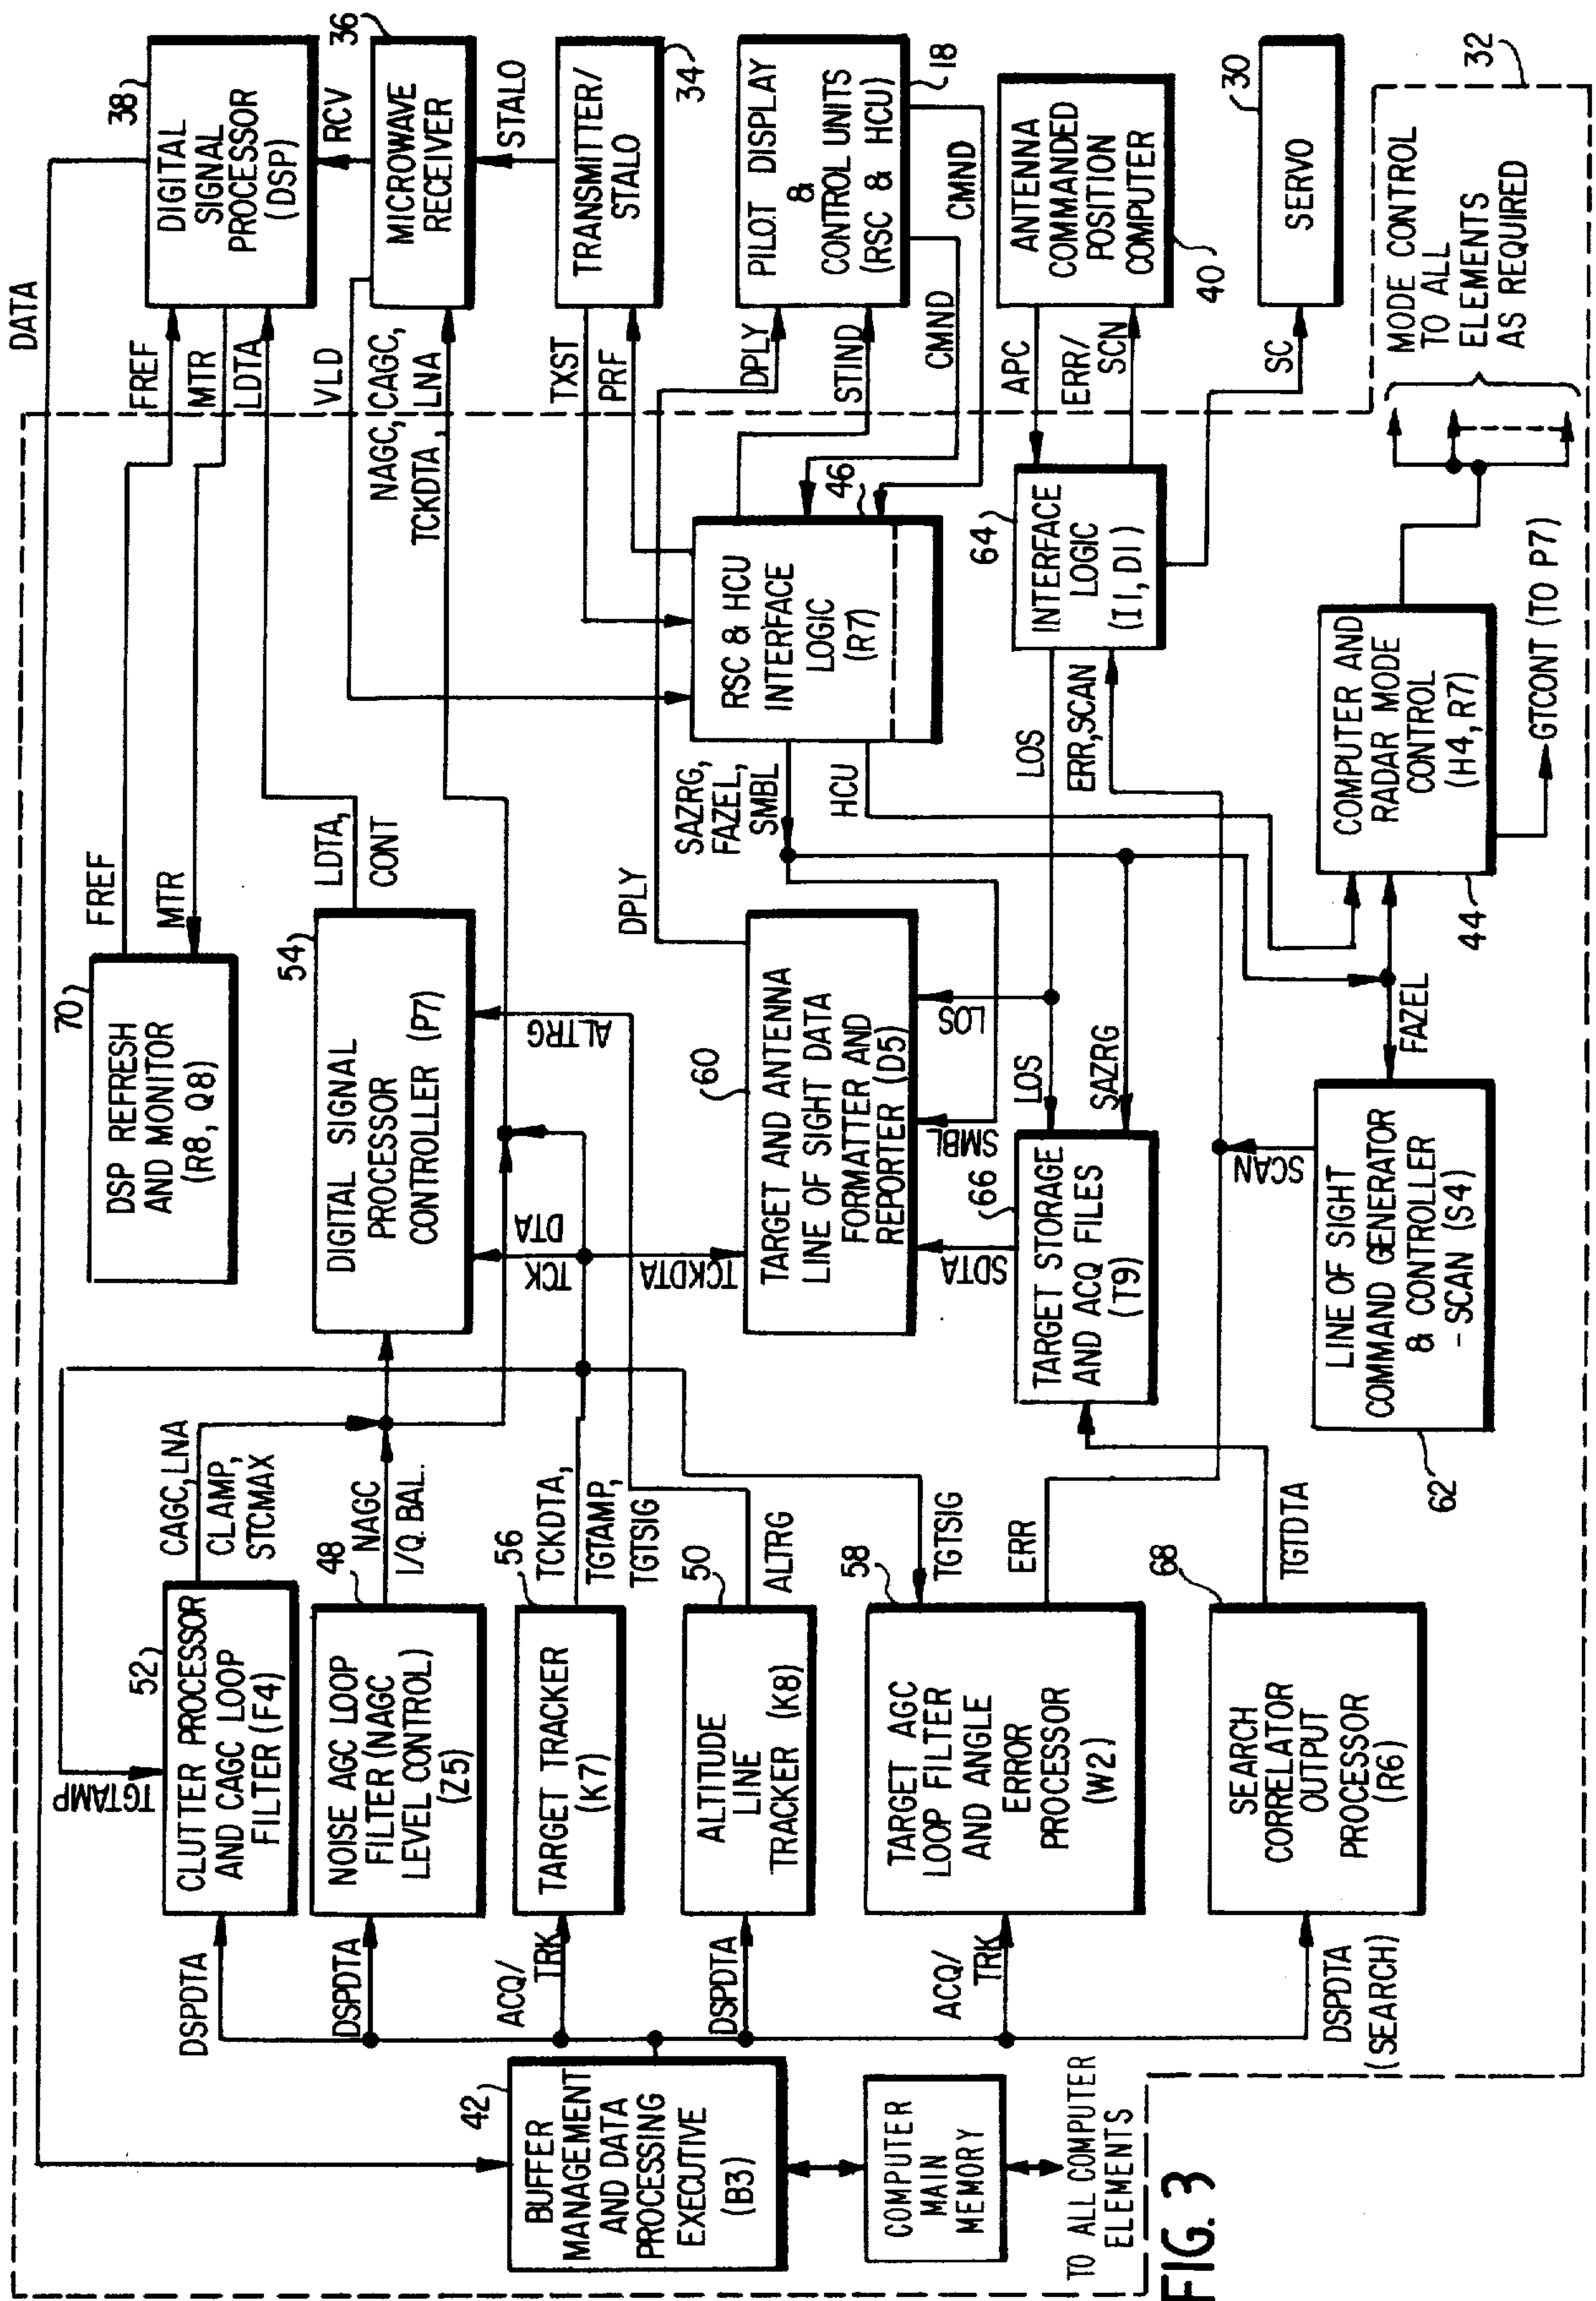 DATA
38
DIGITAL
SIGNAL
PROCESSOR
(DSP)
RCV
36
MICROWAVE
RECEIVER
STALO
TRANSMITTER/
STALO
34
PILOT DISPLAY
&
CONTROL UNITS
(RSC & HCU)
18
CMND
CMND
ANTENNA
COMMANDED
POSITION
COMPUTER
40
30
SERVO
32
MODE CONTROL
TO ALL
ELEMENTS
AS REQUIRED
FREF
MTR
LDTA
VLD
NAGC, CAGC,
TCKDTA, LNA
TXST
PRF
DPLY
STIND
APC
ERR/
SCN
SC
70
DSP REFRESH
AND MONITOR
(R8, Q8)
FREF
MTR
54
DIGITAL SIGNAL
PROCESSOR
CONTROLLER (P7)
LDTA,
CONT
ALTRG
TCK
DTA
46
RSC & HCU
INTERFACE
LOGIC
(R7)
SAZRG,
FAZEL,
SMBL
HCU
64
INTERFACE
LOGIC
(I1, D1)
LOS
ERR,SCAN
COMPUTER AND
RADAR MODE
CONTROL
(H4, R7)
44
GTCONT (TO P7)
DPLY
60
TARGET AND ANTENNA
LINE OF SIGHT DATA
FORMATTER AND
REPORTER (D5)
TCKDTA
LOS
SMBL
SDTA
LOS
SAZRG
66
TARGET STORAGE
AND ACQ FILES
(T9)
FAZEL
SCAN
LINE OF SIGHT
COMMAND GENERATOR
& CONTROLLER
- SCAN (S4)
62
TGTAMP
52
CLUTTER PROCESSOR
AND CAGC LOOP
FILTER (F4)
CAGC, LNA
CLAMP,
STCMAX
48
NOISE AGC LOOP
FILTER (NAGC
LEVEL CONTROL)
(Z5)
NAGC
I/Q. BAL.
56
TARGET TRACKER
(K7)
TCKDTA,
TGTAMP,
TGTSIG
50
ALTITUDE
LINE
TRACKER (K8)
ALTRG
58
TARGET AGC
LOOP FILTER
AND ANGLE
ERROR
PROCESSOR
(W2)
TGTSIG
ERR
68
SEARCH
CORRELATOR
OUTPUT
PROCESSOR
(R6)
TGTDTA
DSPDTA
DSPDTA
ACQ/
TRK
DSPDTA
ACQ/
TRK
DSPDTA
(SEARCH)
42
BUFFER
MANAGEMENT
AND DATA
PROCESSING
EXECUTIVE
(B3)
COMPUTER
MAIN
MEMORY
TO ALL COMPUTER
ELEMENTS
FIG. 3